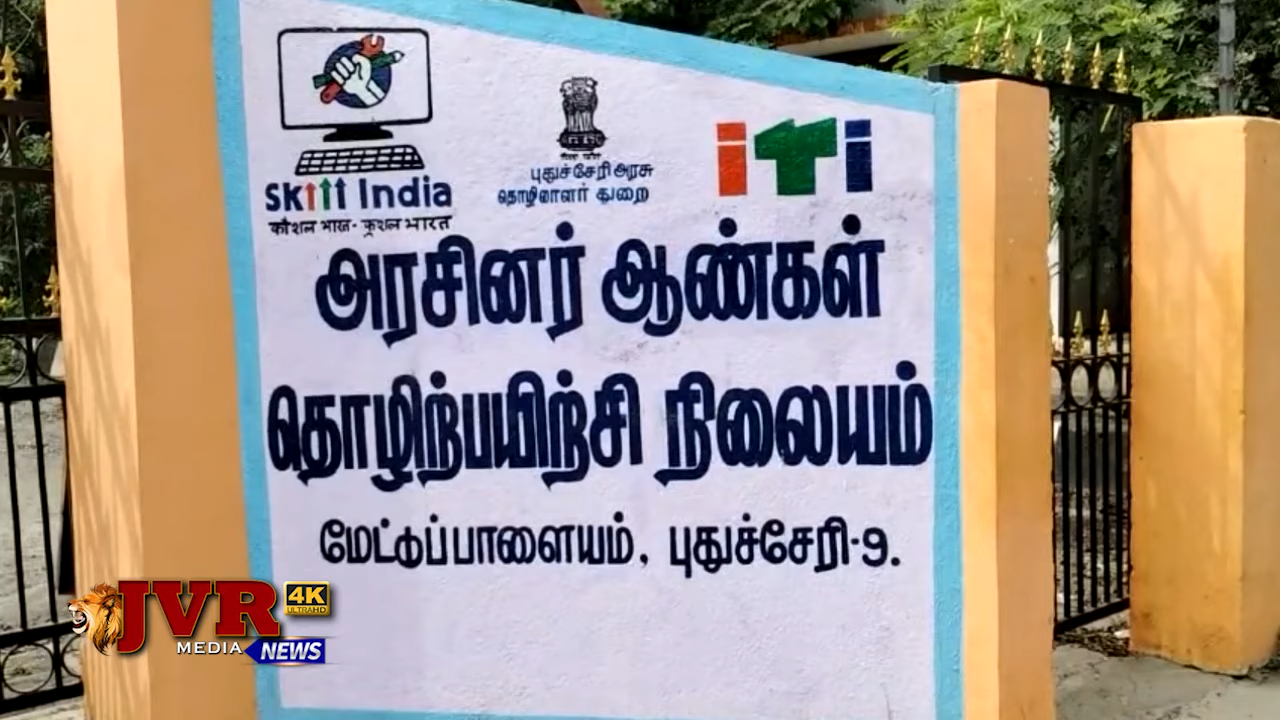 Skill India
कौशल भारत - कुशल भारत
புதுச்சேரி அரசு
தொழிலாளர் துறை
iTi
அரசினர் ஆண்கள்
தொழிற்பயிற்சி நிலையம்
மேட்டுப்பாளையம், புதுச்சேரி-9.
JVR
MEDIA NEWS
4K
ULTRAHD